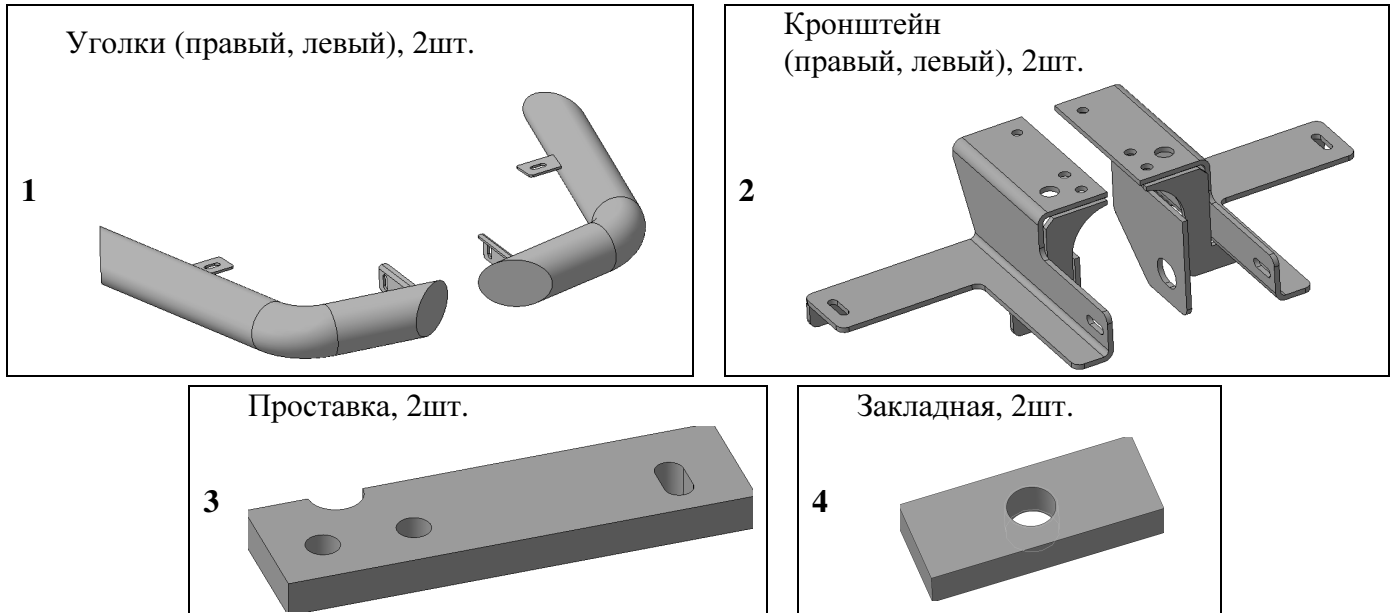 Уголки (правый, левый), 2шт.
1
Кронштейн
(правый, левый), 2шт.
2
Проставка, 2шт.
3
Закладная, 2шт.
4